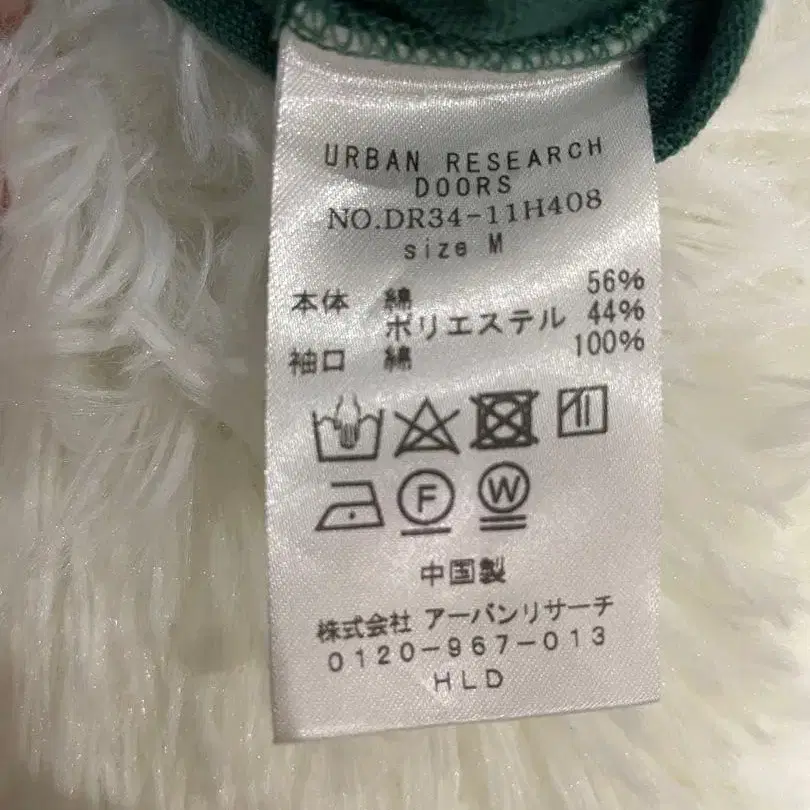 URBAN RESEARCH
DOORS
NO.DR34-11H408
size M
本体 綿 56%
ポリエステル 44%
袖口 綿 100%
F W
中国製
株式会社 アーバンリサーチ
0120-967-013
HLD